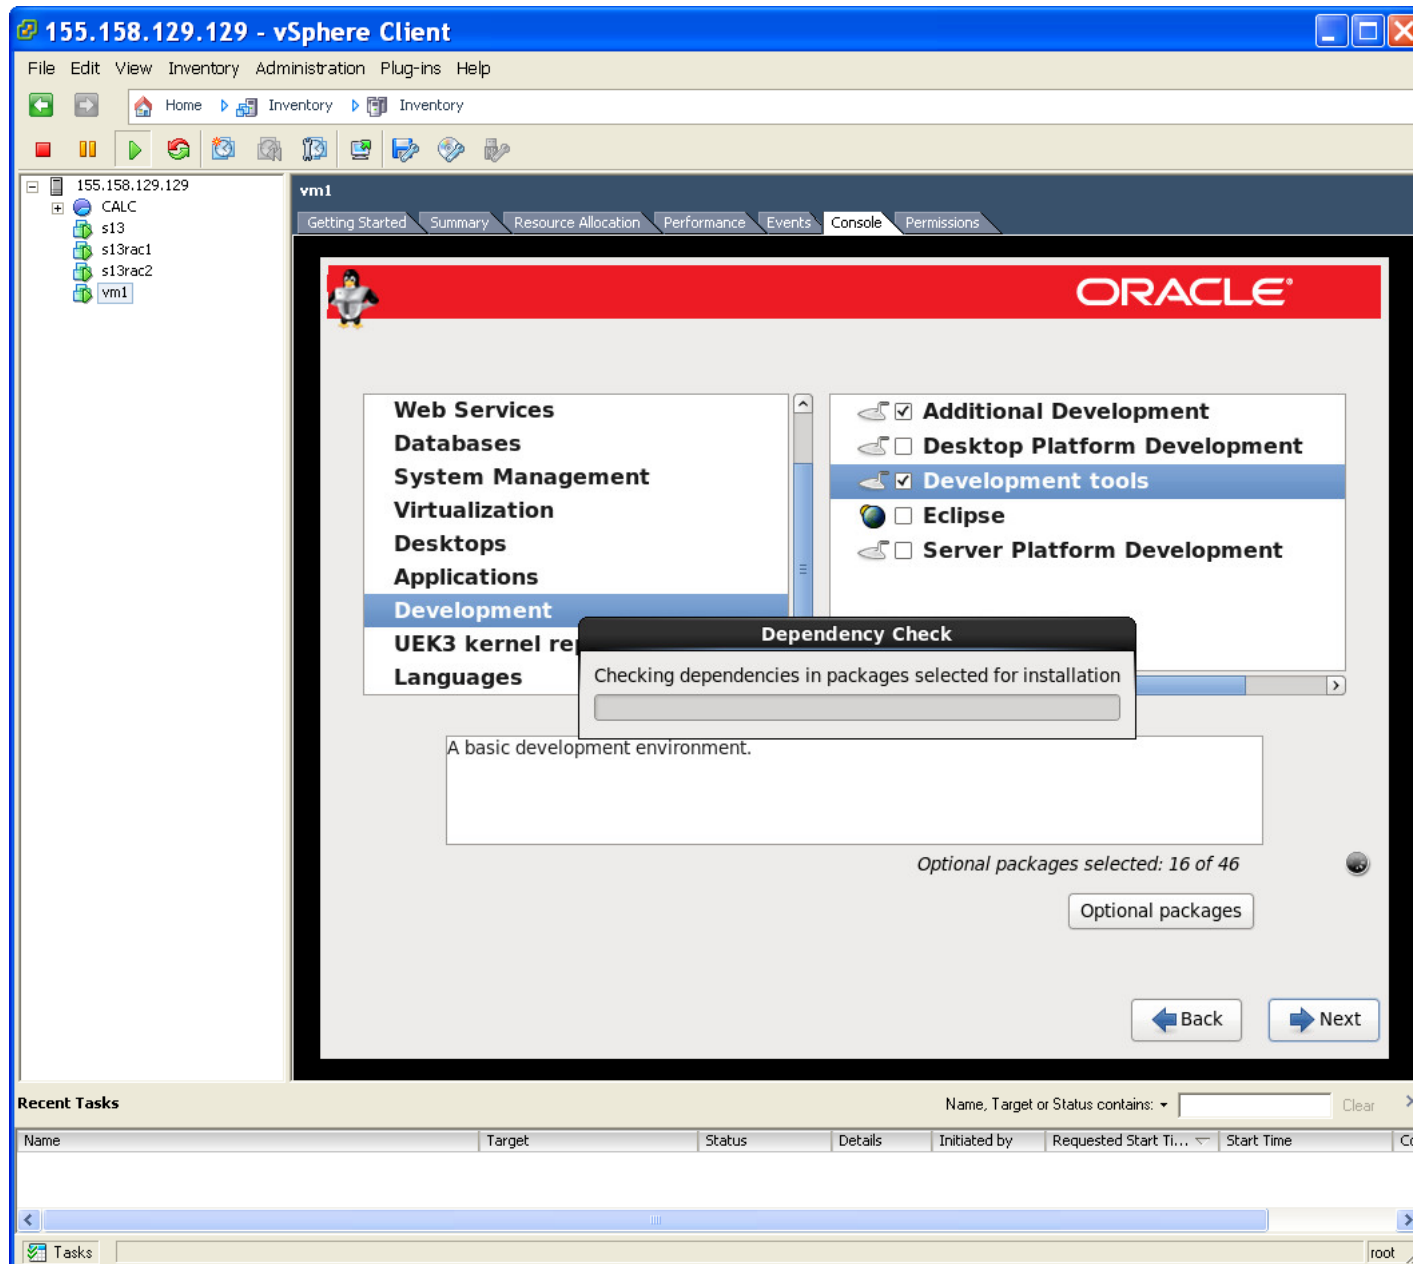 155.158.129.129 - vSphere Client
File Edit View Inventory Administration Plug-ins Help
Home Inventory Inventory
155.158.129.129
CALC
s13
s13rac1
s13rac2
vm1
vm1
Getting Started Summary Resource Allocation Performance Events Console Permissions
ORACLE
Web Services
Databases
System Management
Virtualization
Desktops
Applications
Development
UEK3 kernel
Languages
Additional Development
Desktop Platform Development
Development tools
Eclipse
Server Platform Development
Dependency Check
Checking dependencies in packages selected for installation
A basic development environment.
Optional packages selected: 16 of 46
Optional packages
Back Next
Recent Tasks
Name, Target or Status contains: Clear
Name Target Status Details Initiated by Requested Start Ti... Start Time
Tasks root